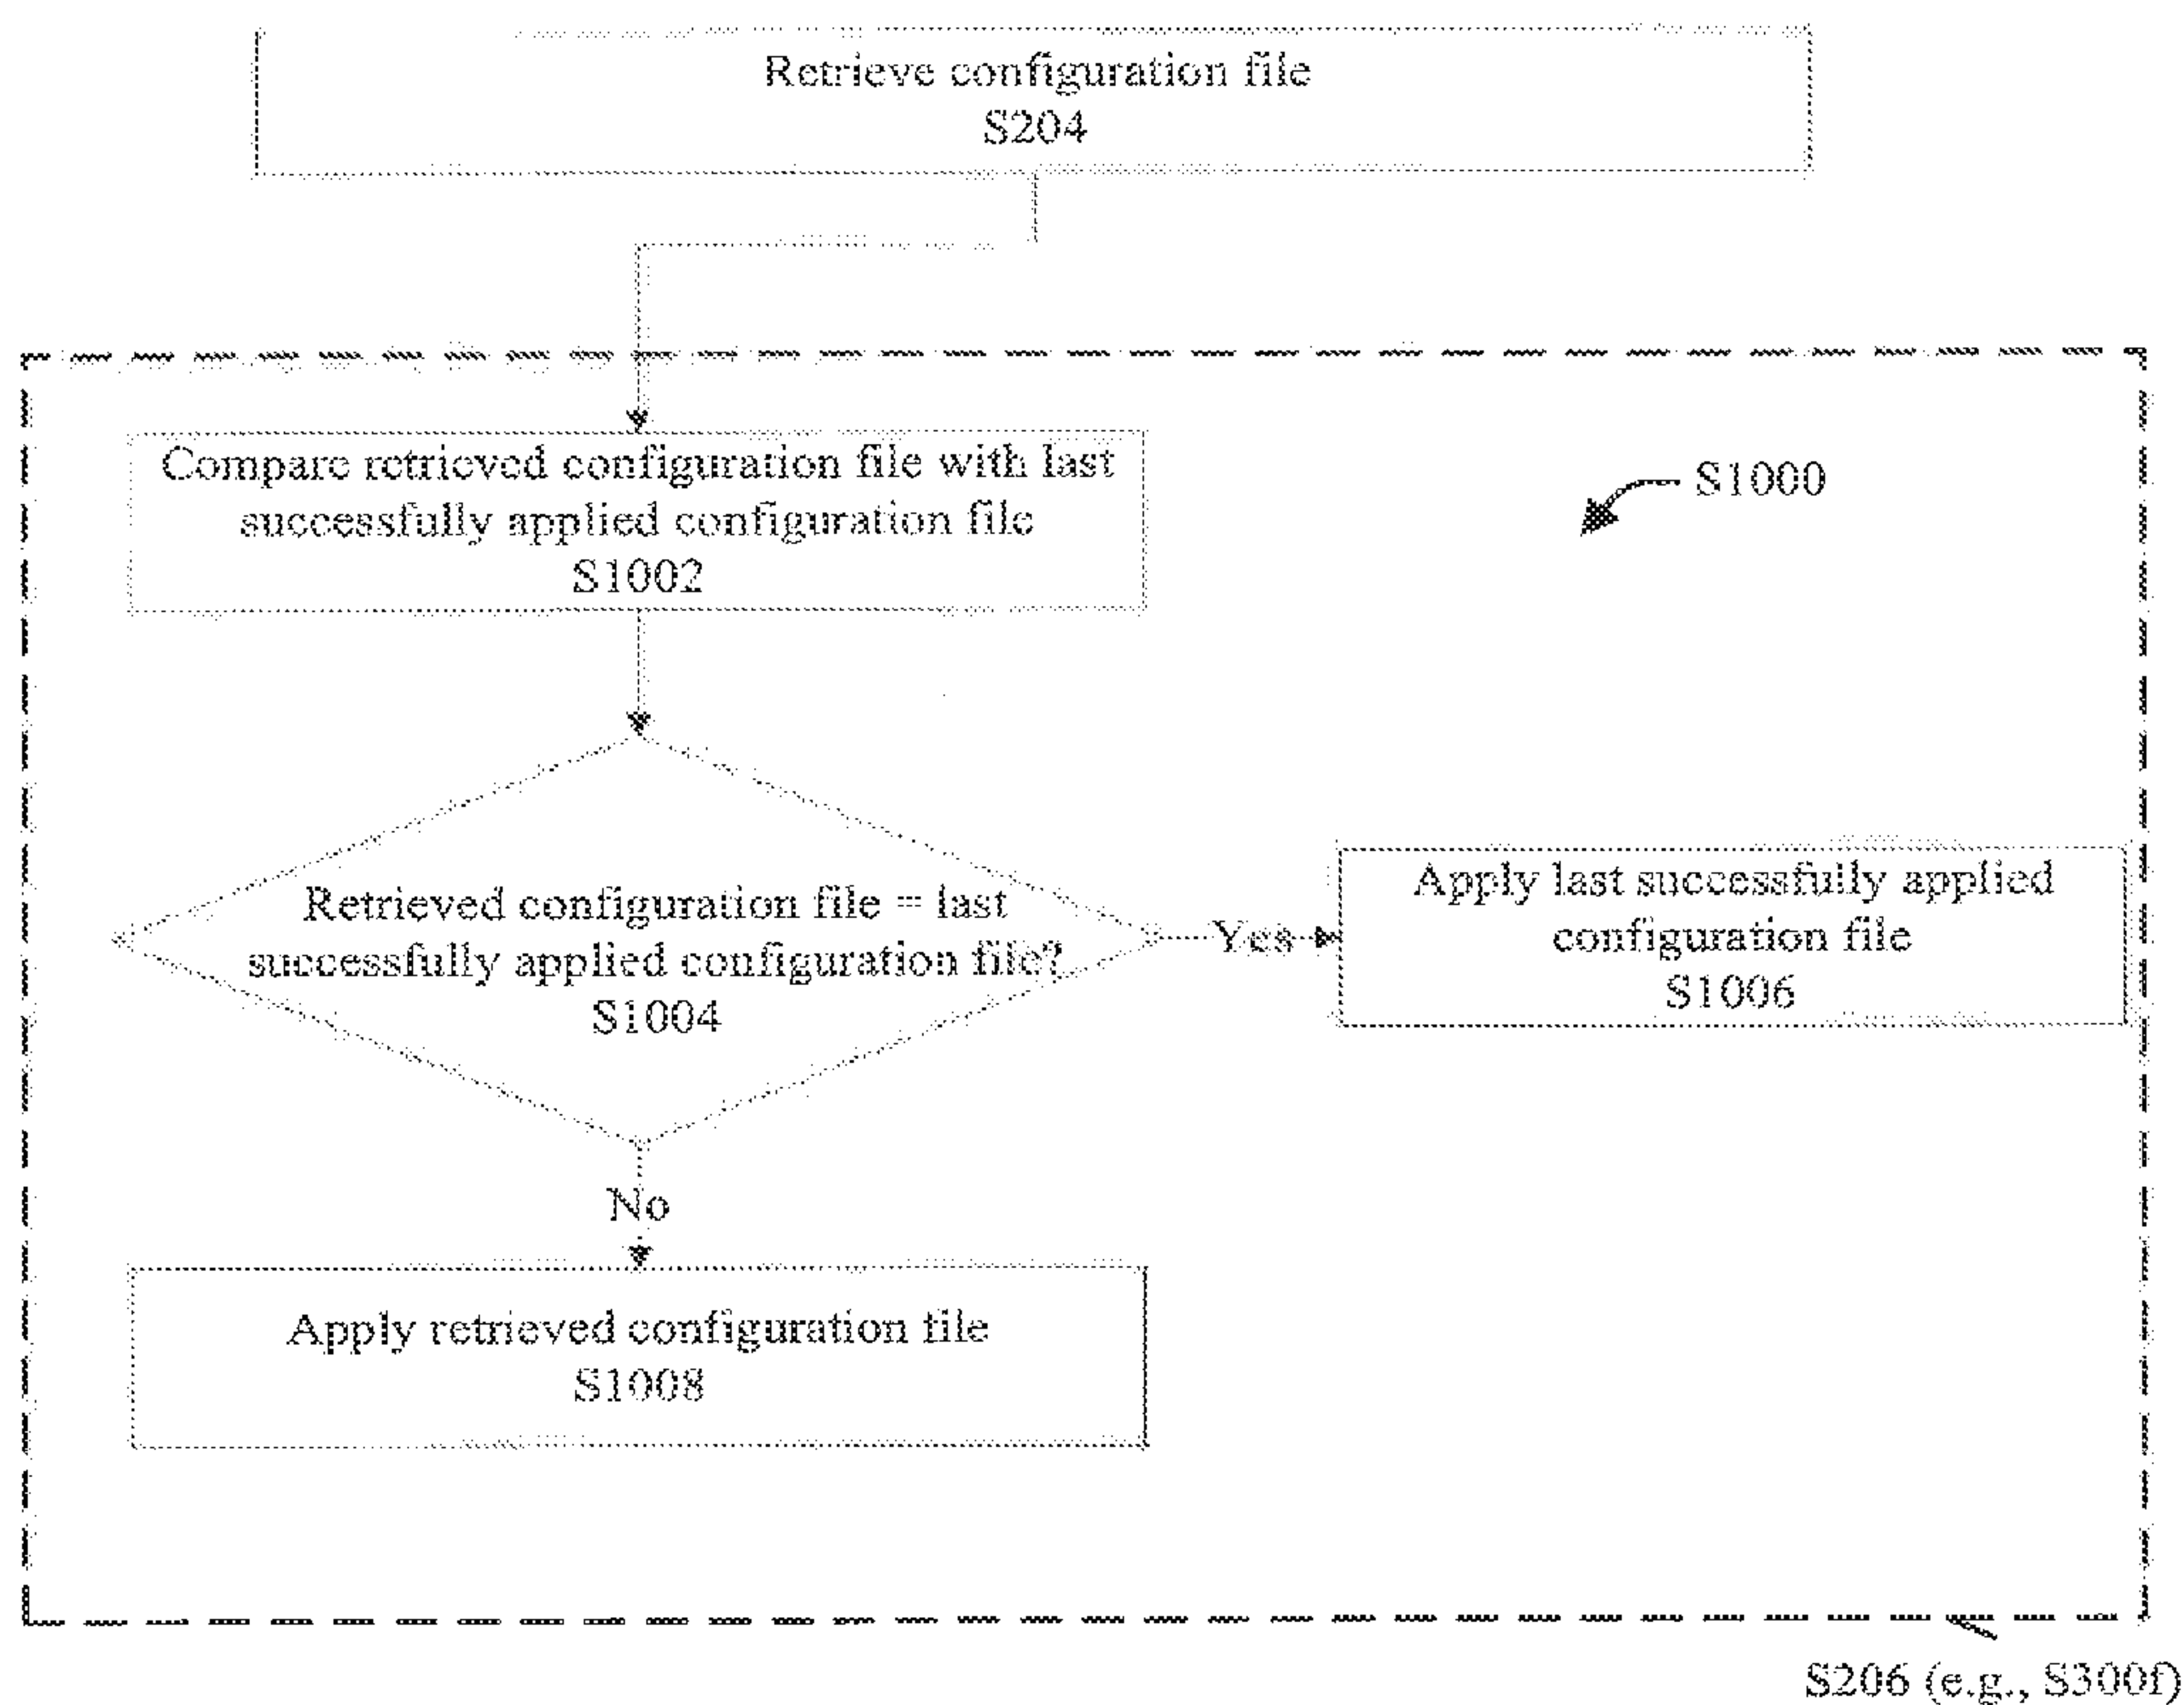 Retrieve configuration file
S204
Compare retrieved configuration file with last
successfully applied configuration file
S1002
S1000
Retrieved configuration file = last
successfully applied configuration file?
S1004
Yes
Apply last successfully applied
configuration file
S1006
No
Apply retrieved configuration file
S1008
S206 (e.g., S300f)